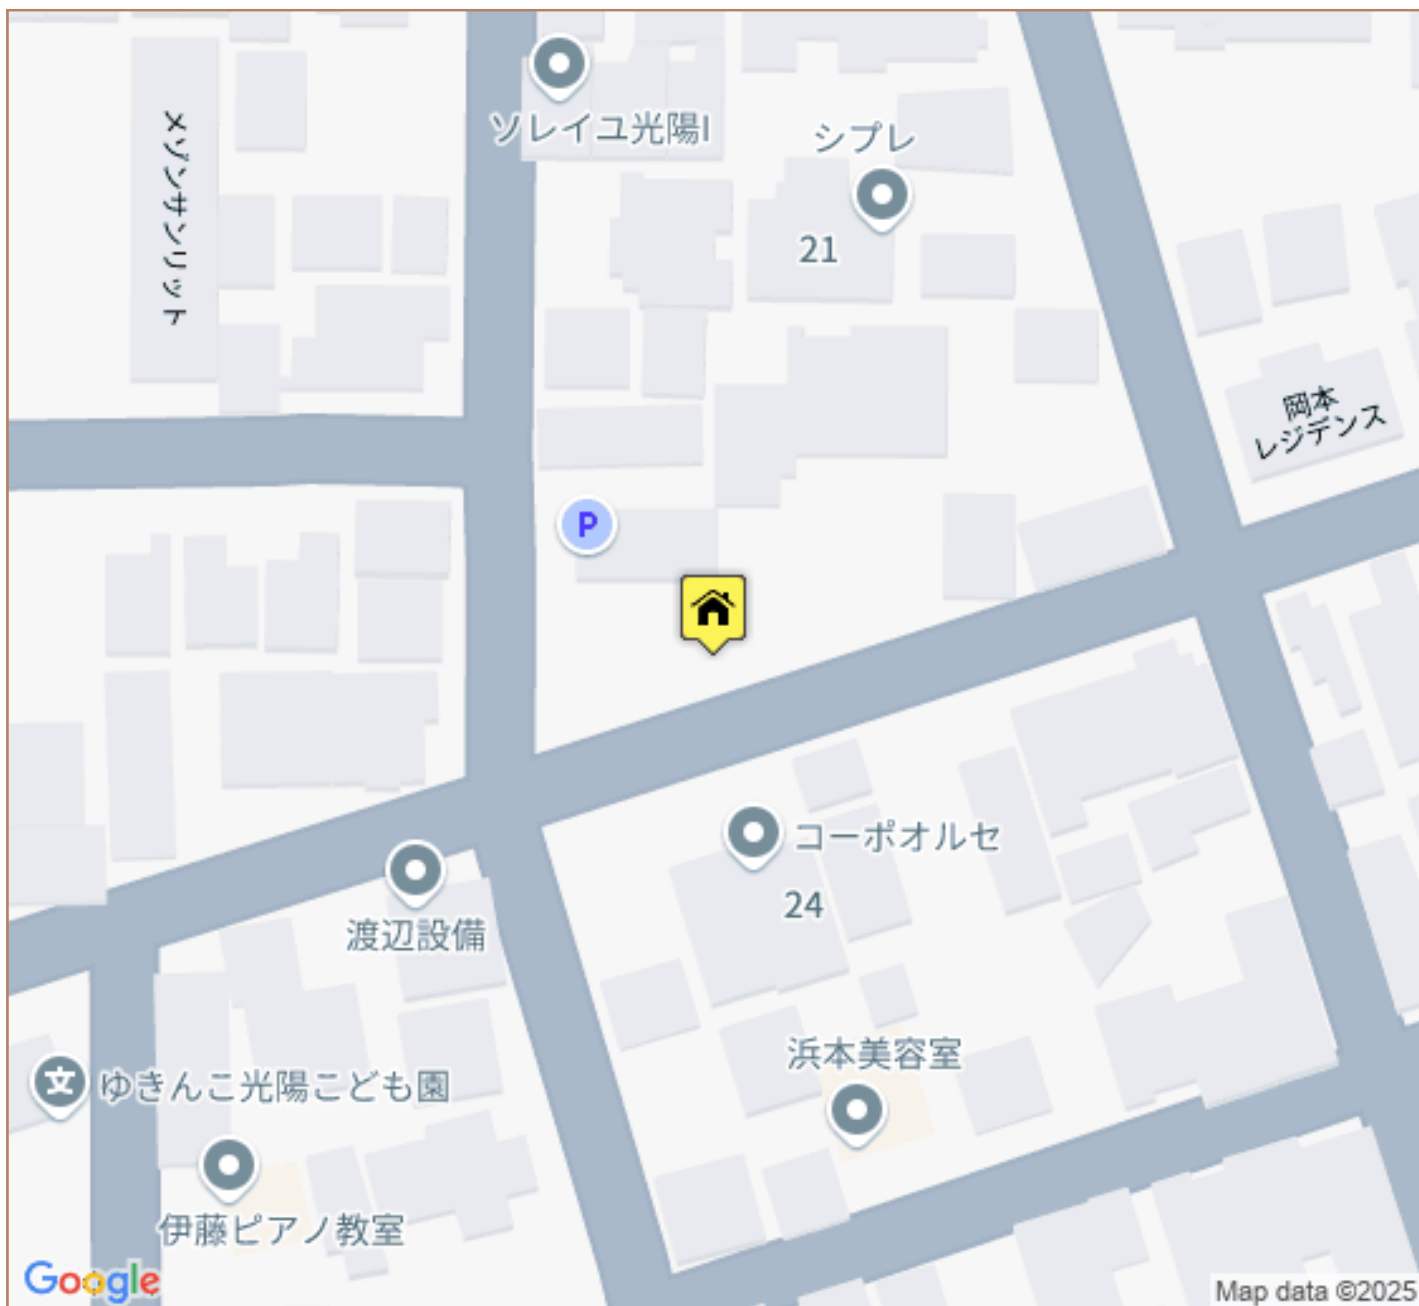 ソレイユ光陽I
シプレ
メゾンサンリット
21
岡本
レジデンス
P
コーポオルセ
24
渡辺設備
浜本美容室
文
ゆきんこ光陽こども園
伊藤ピアノ教室
Google
Map data ©2025